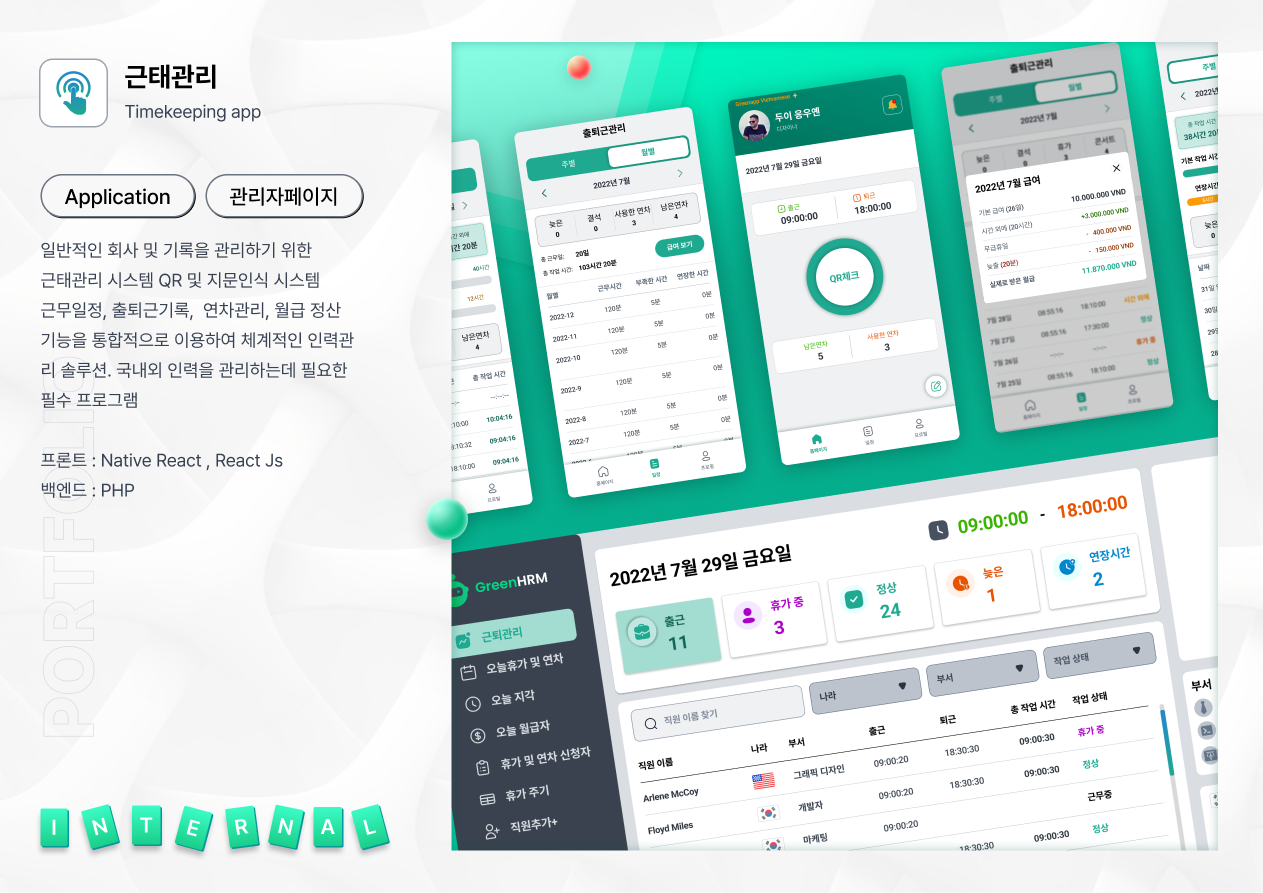 근태관리
Timekeeping app
Application
관리자페이지
일반적인 회사 및 기록을 관리하기 위한
근태관리 시스템 QR 및 지문인식 시스템
근무일정, 출퇴근기록, 연차관리, 월급 정산
기능을 통합적으로 이용하여 체계적인 인력관
리 솔루션. 국내외 인력을 관리하는데 필요한
필수 프로그램
프론트 : Native React , React Js
백엔드 : PHP
PORTFOLIO
INTERNAL
40시간
12시간
남은연차
4
총 작업 시간
--:--:--
10:04:16
09:04:16
18:10:00
09:04:16
프로필
출퇴근관리
주별
월별
2022년 7월
늦은
결석
사용한 연차
남은연차
0
0
3
4
총 근무일:
20일
총 작업 시간:
103시간 20분
급여 보기
월별
근무시간
부족한 시간
연장한 시간
2022-12
120분
5분
0분
2022-11
120분
5분
0분
2022-10
120분
5분
0분
2022-9
120분
5분
0분
2022-8
120분
5분
0분
2022-7
120분
5분
0분
홈페이지
일정
프로필
Greenapp Vietnamese +
두이 응우옌
디자이너
2022년 7월 29일 금요일
출근
09:00:00
퇴근
18:00:00
QR체크
남은연차
5
사용한 연차
3
홈페이지
일정
프로필
출퇴근관리
주별
월별
2022년 7월
늦은
결석
휴가
콘서트
3
4
2022년 7월 급여
기본 급여 (26일)
10.000.000 VND
시간 외에 (20시간)
+3.000.000 VND
무급휴일
- 400.000 VND
늦을 (20분)
- 150.000 VND
실제로 받은 월급
11.870.000 VND
7월 28일
08:55:16
18:10:00
시간 외에
7월 27일
08:55:16
17:30:00
정상
7월 26일
--:--:--
--:--:--
휴가 중
7월 25일
08:55:16
18:10:00
정상
홈페이지
일정
프로필
주별
총 작업 시간
기본 작업 시간
연장시간
늦은
0
날짜
GreenHRM
근퇴관리
오늘휴가 및 연차
오늘 지각
오늘 월급자
휴가 및 연차 신청자
휴가 주기
직원추가+
2022년 7월 29일 금요일
09:00:00 - 18:00:00
출근
11
휴가 중
3
정상
24
늦은
1
연장시간
2
직원 이름 찾기
나라
부서
작업 상태
직원 이름
나라
부서
출근
퇴근
총 작업 시간
작업 상태
Arlene McCoy
그래픽 디자인
09:00:20
18:30:30
09:00:30
휴가 중
Floyd Miles
개발자
09:00:20
18:30:30
09:00:30
정상
마케팅
09:00:20
근무중
18:30:30
09:00:30
정상
부서